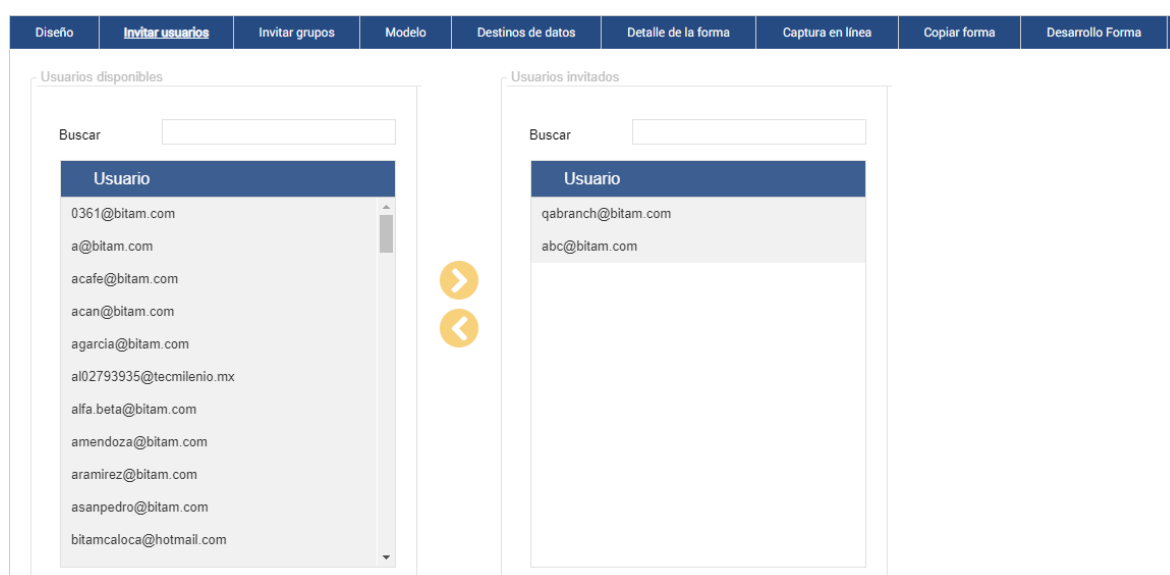 Diseño Invitar usuarios Invitar grupos Modelo Destinos de datos Detalle de la forma Captura en línea Copiar forma Desarrollo Forma
Usuarios disponibles
Buscar
Usuario
0361@bitam.com
a@bitam.com
acafe@bitam.com
acan@bitam.com
agarcia@bitam.com
al02793935@tecmilenio.mx
alfa.beta@bitam.com
amendoza@bitam.com
aramirez@bitam.com
asanpedro@bitam.com
bitamcaloca@hotmail.com
Usuarios invitados
Buscar
Usuario
qabranch@bitam.com
abc@bitam.com